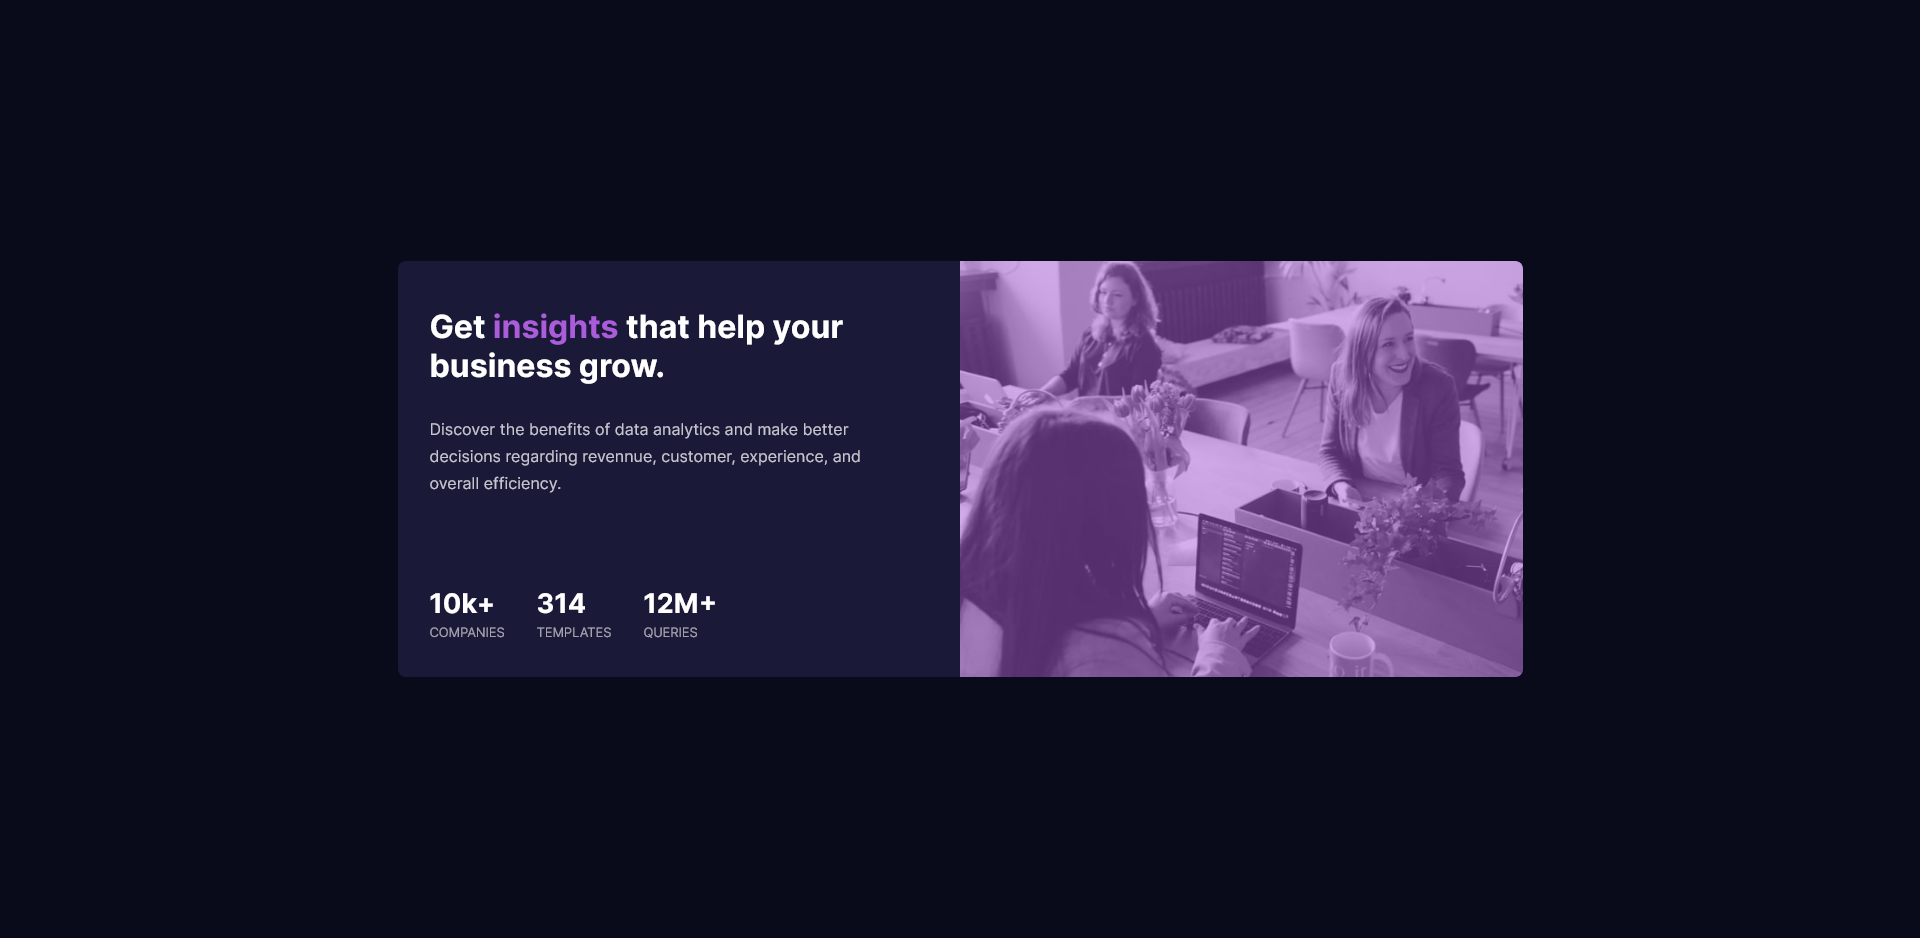 Get insights that help your
business grow.
Discover the benefits of data analytics and make better
decisions regarding revennue, customer, experience, and
overall efficiency.
10k+ 314 12M+
COMPANIES TEMPLATES QUERIES